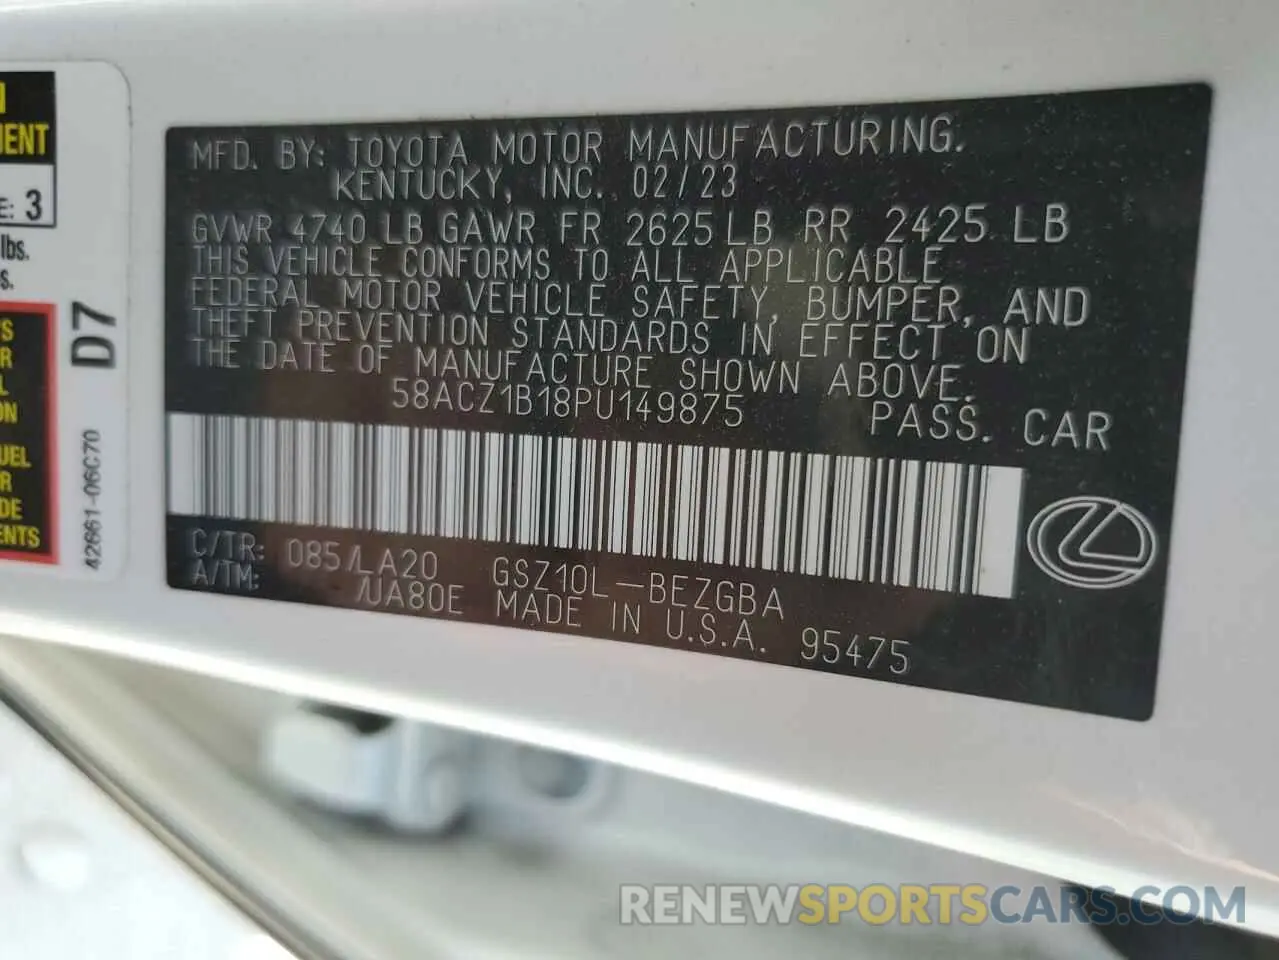 MFD. BY: TOYOTA MOTOR MANUFACTURING.
KENTUCKY, INC. 02/23
GVWR 4740 LB GAWR FR 2625 LB RR 2425 LB
THIS VEHICLE CONFORMS TO ALL APPLICABLE
FEDERAL MOTOR VEHICLE SAFETY, BUMPER, AND
THEFT PREVENTION STANDARDS IN EFFECT ON
THE DATE OF MANUFACTURE SHOWN ABOVE.
58ACZ1B18PU149875 PASS. CAR
C/TR: 085/LA20 GSZ10L-BEZGBA
A/TM: /UA80E MADE IN U.S.A. 95475
E: 3
lbs.
D7
42661-06C70
RENEWSPORTSCARS.COM